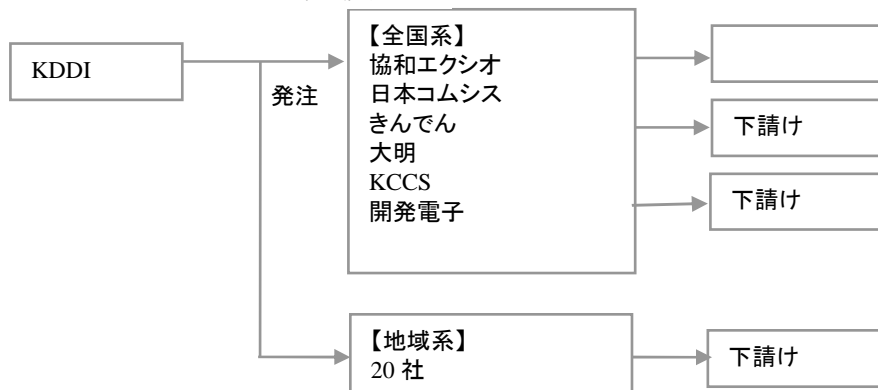 KDDI
発注
【全国系】
協和エクシオ
日本コムシス
きんでん
大明
KCCS
開発電子
下請け
下請け
【地域系】
20 社
下請け